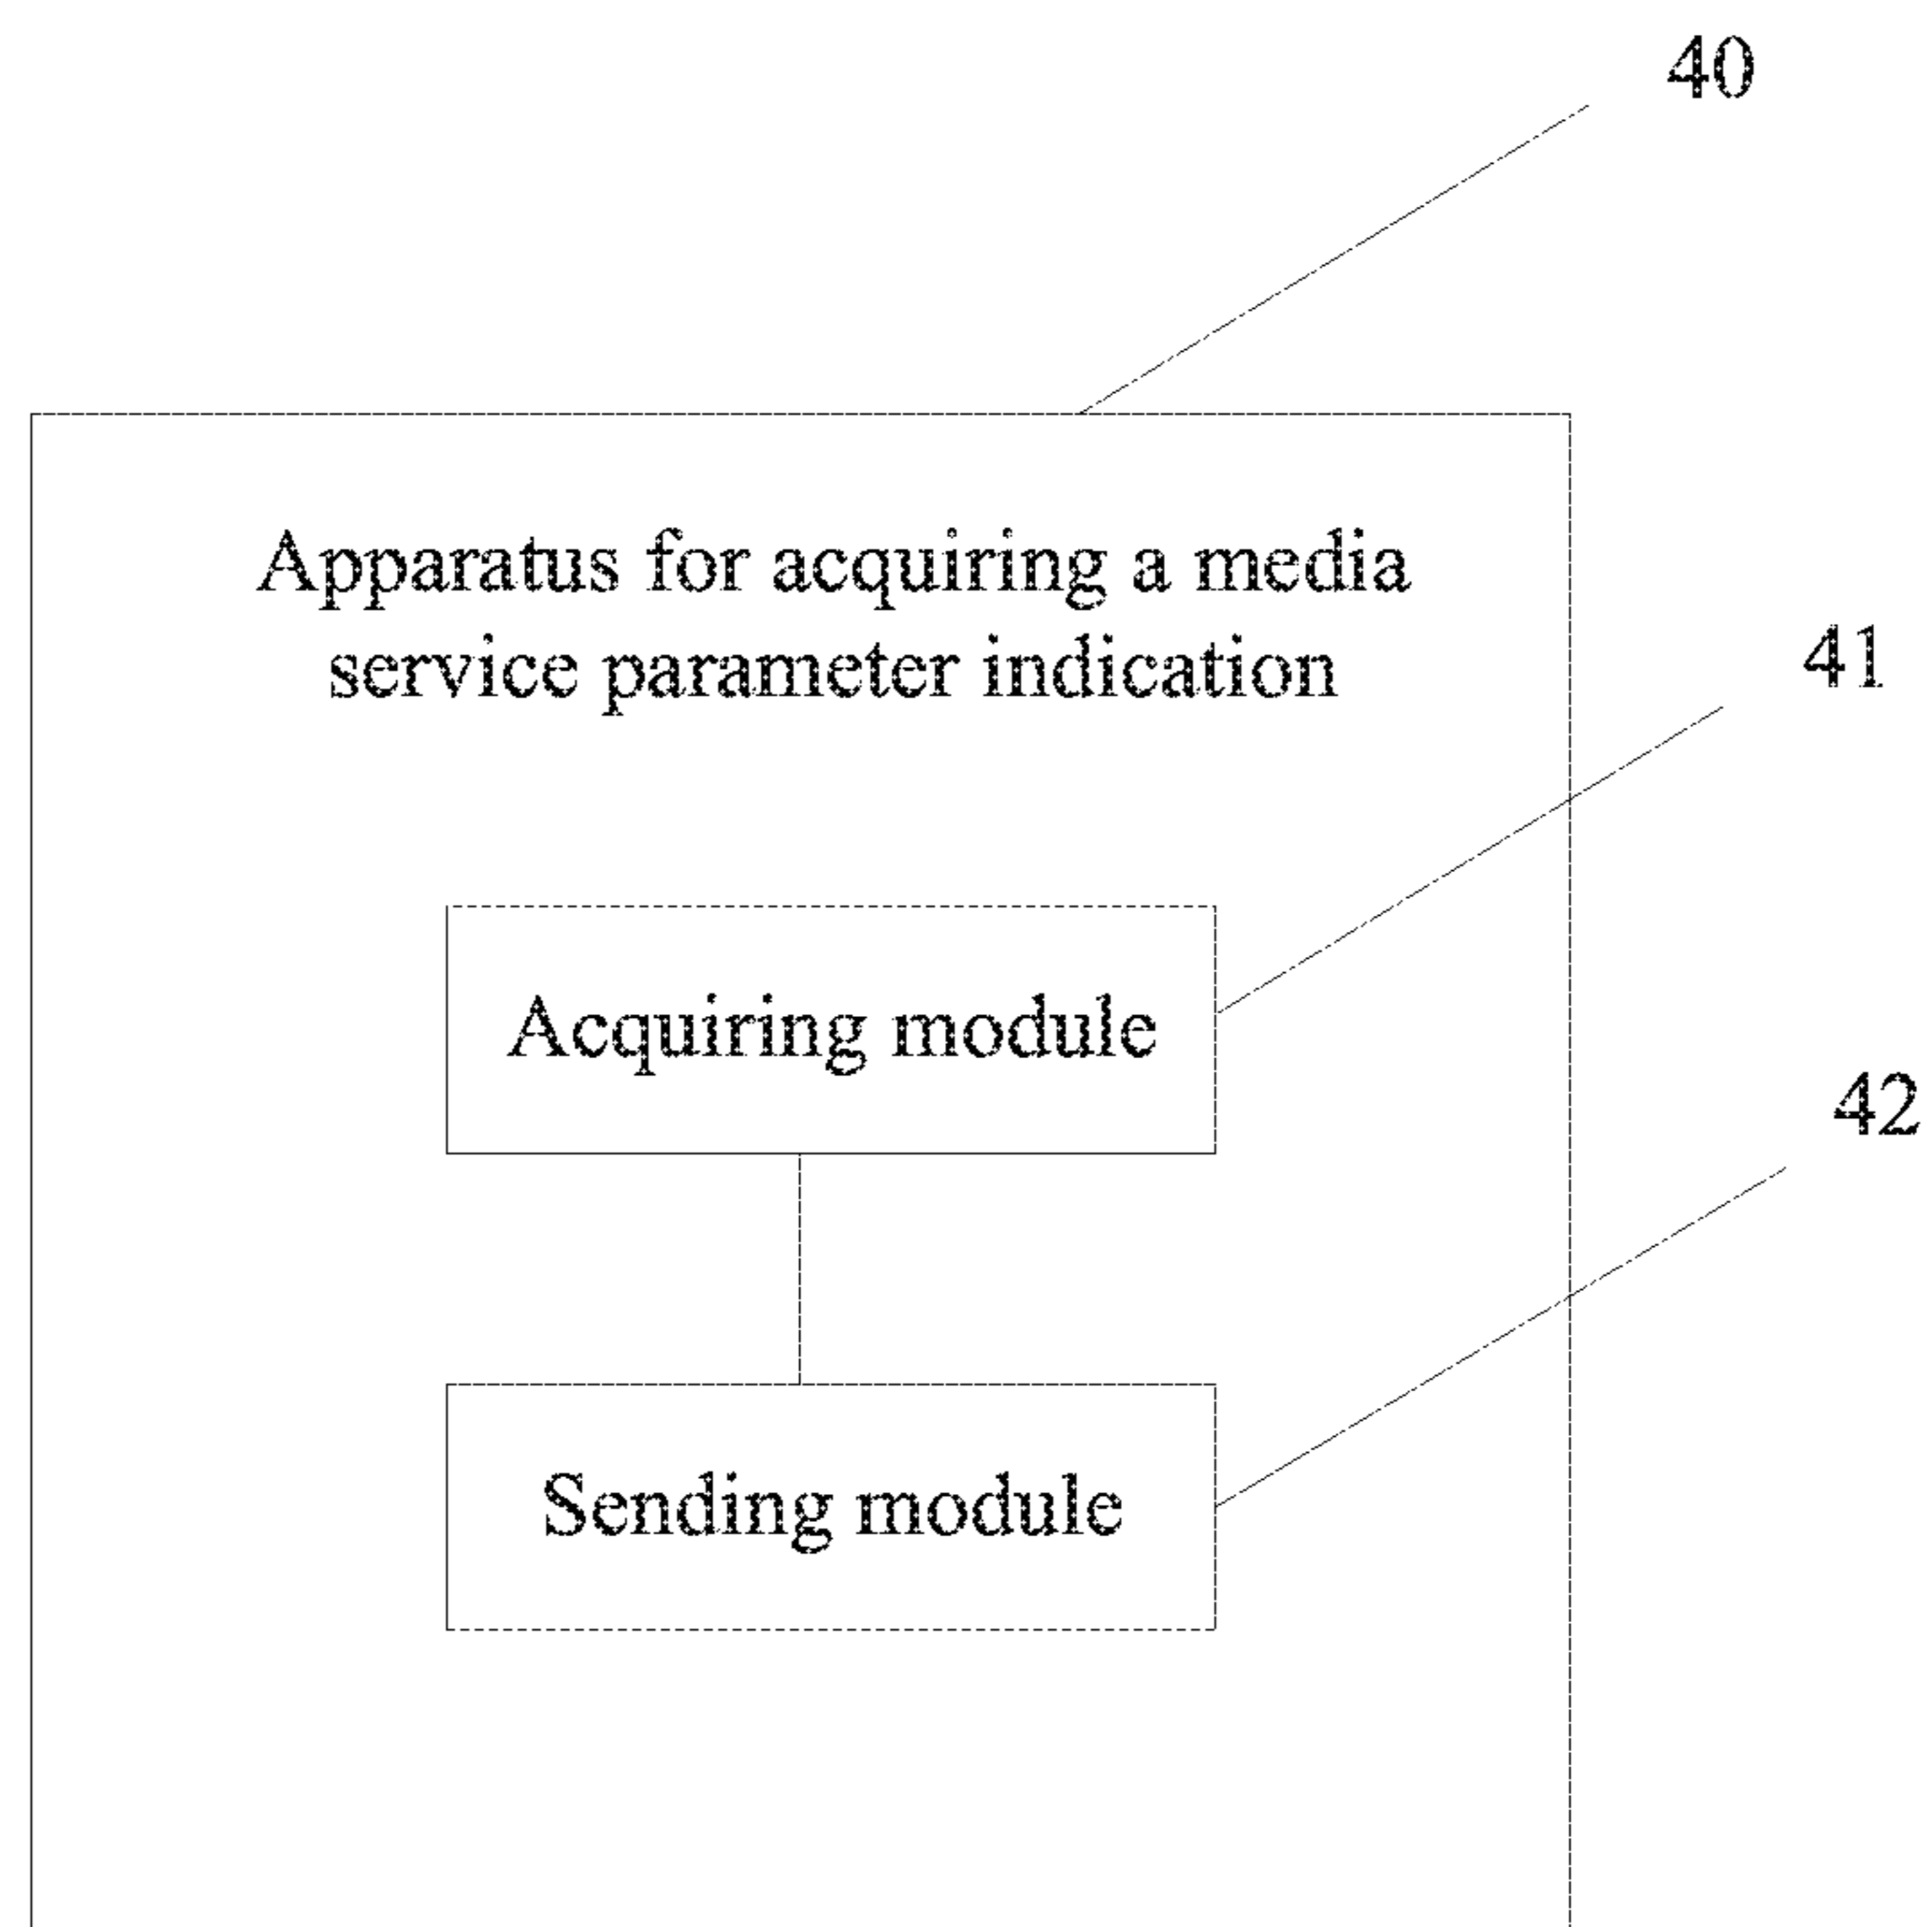 40
Apparatus for acquiring a media
service parameter indication
41
Acquiring module
42
Sending module